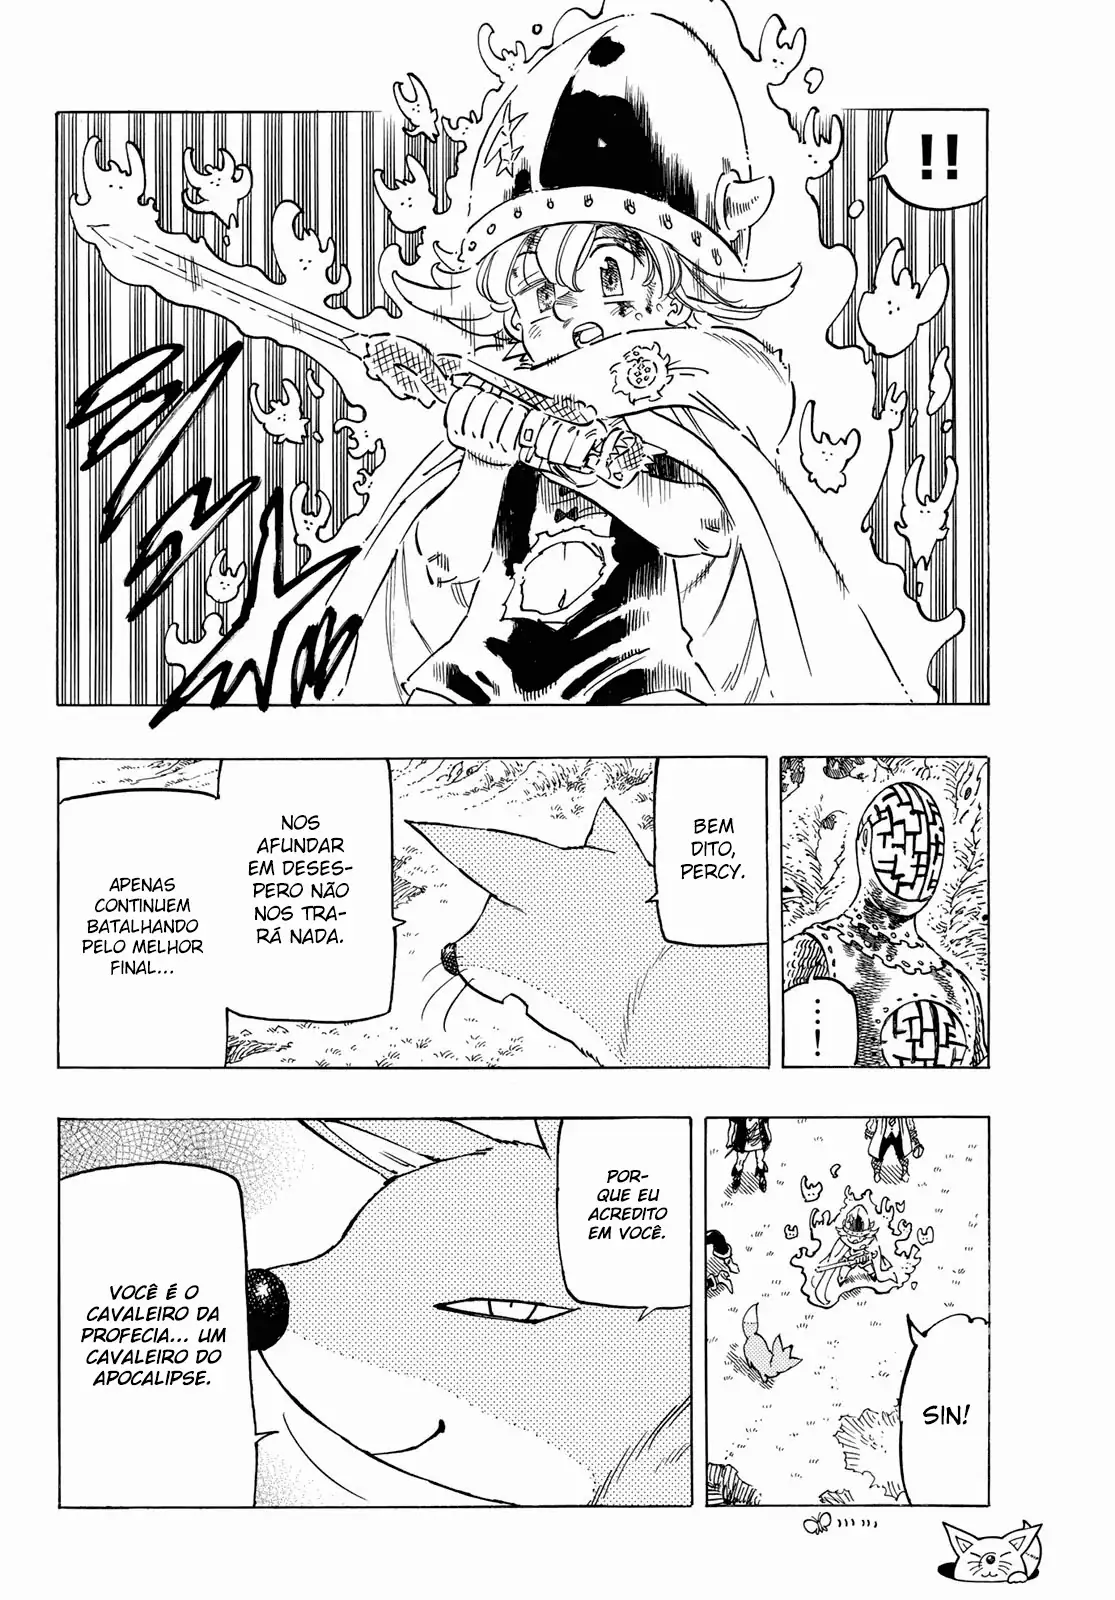 !!
....!
BEM
DITO,
PERCY.
NOS
AFUNDAR
EM DESES-
PERO NÃO
NOS TRA-
RÁ NADA.
APENAS
CONTINUEM
BATALHANDO
PELO MELHOR
FINAL...
SIN!
POR-
QUE EU
ACREDITO
EM VOCÊ.
VOCÊ É O
CAVALEIRO DA
PROFECIA... UM
CAVALEIRO DO
APOCALIPSE.